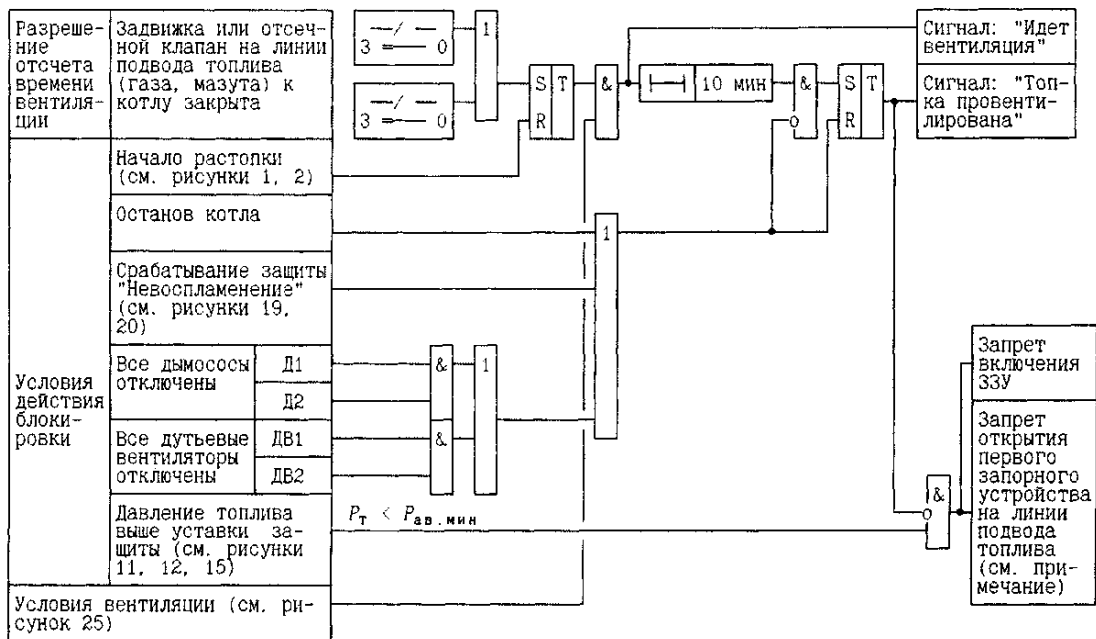 Разреше-
ние
отсчета
времени
вентиля-
ции
Задвижка или отсеч-
ной клапан на линии
подвода топлива
(газа, мазута) к
котлу закрыта
З О
З О
1
S T
R
&
10 мин
&
S T
R
Сигнал: "Идет
вентиляция"
Сигнал: "Топ-
ка провенти-
лирована"
Условия
действия
блоки-
ровки
Начало растопки
(см. рисунки 1, 2)
Останов котла
1
Срабатывание защиты
"Невоспламенение"
(см. рисунки 19,
20)
Все дымососы
отключены
Д1
Д2
&
1
Все дутьевые
вентиляторы
отключены
ДВ1
ДВ2
&
Давление топлива
выше уставки за-
щиты (см. рисунки
11, 12, 15)
Pт < Pав.мин
&
Запрет
включения
ЗЗУ
Запрет
открытия
первого
запорного
устройства
на линии
подвода
топлива
(см. при-
мечание)
Условия вентиляции (см. ри-
сунок 25)